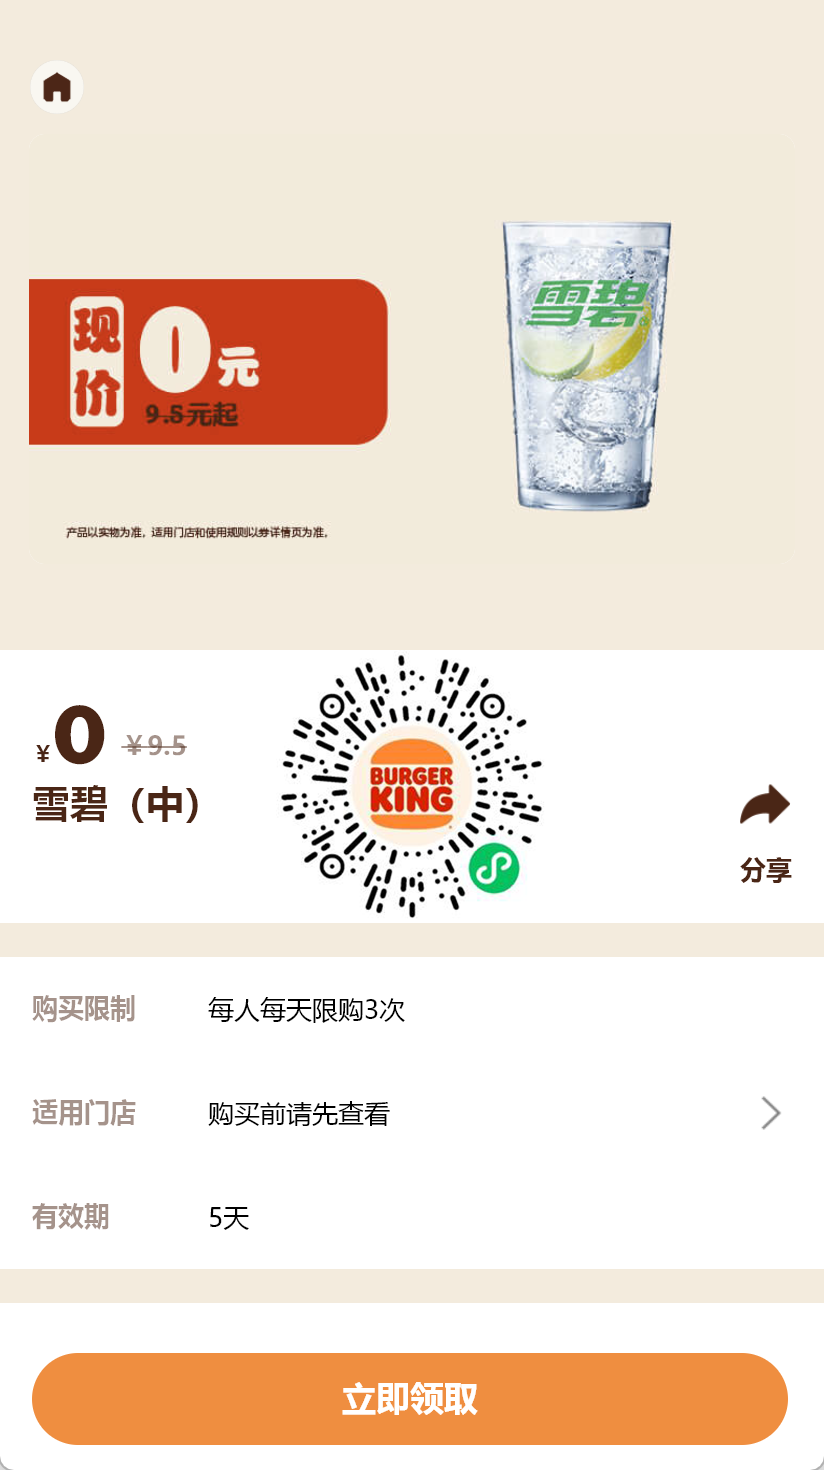 雪碧
现价 0元
9.5元起
产品以实物为准，适用门店和使用规则以券详情页为准。
¥0 ¥9.5
雪碧（中）
BURGER
KING
分享
购买限制 每人每天限购3次
适用门店 购买前请先查看
有效期 5天
立即领取